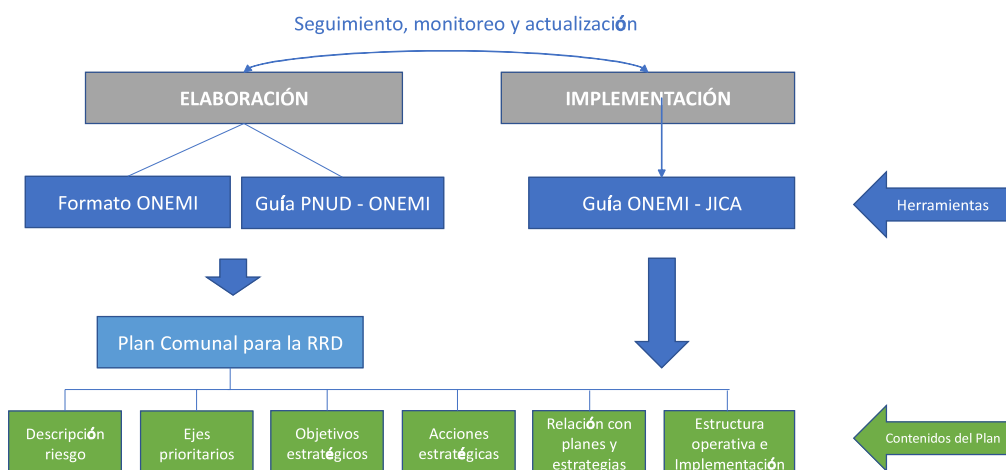 Seguimiento, monitoreo y actualización
ELABORACIÓN
IMPLEMENTACIÓN
Formato ONEMI
Guía PNUD - ONEMI
Guía ONEMI - JICA
Herramientas
Plan Comunal para la RRD
Descripción
riesgo
Ejes
prioritarios
Objetivos
estratégicos
Acciones
estratégicas
Relación con
planes y
estrategias
Estructura
operativa e
Implementación
Contenidos del Plan